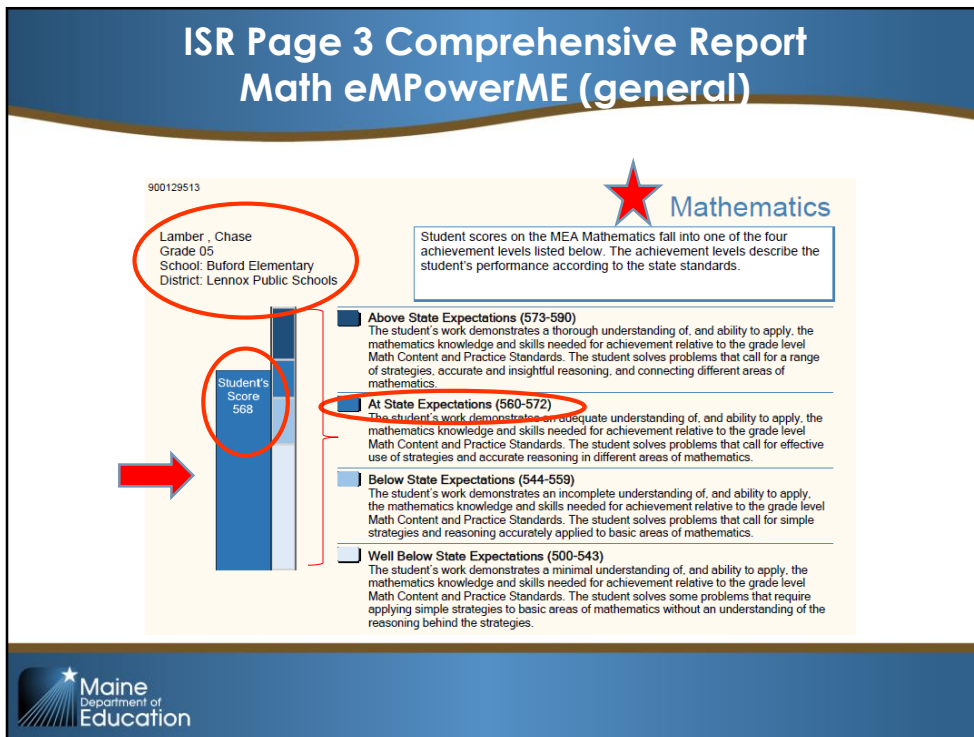 ISR Page 3 Comprehensive Report
Math eMPowerME (general)
900129513
Mathematics
Lamber , Chase
Grade 05
School: Buford Elementary
District: Lennox Public Schools
Student scores on the MEA Mathematics fall into one of the four
achievement levels listed below. The achievement levels describe the
student's performance according to the state standards.
Student's
Score
568
Above State Expectations (573-590)
The student's work demonstrates a thorough understanding of, and ability to apply, the
mathematics knowledge and skills needed for achievement relative to the grade level
Math Content and Practice Standards. The student solves problems that call for a range
of strategies, accurate and insightful reasoning, and connecting different areas of
mathematics.
At State Expectations (560-572)
The student's work demonstrates an adequate understanding of, and ability to apply, the
mathematics knowledge and skills needed for achievement relative to the grade level
Math Content and Practice Standards. The student solves problems that call for effective
use of strategies and accurate reasoning in different areas of mathematics.
Below State Expectations (544-559)
The student's work demonstrates an incomplete understanding of, and ability to apply,
the mathematics knowledge and skills needed for achievement relative to the grade level
Math Content and Practice Standards. The student solves problems that call for simple
strategies and reasoning accurately applied to basic areas of mathematics.
Well Below State Expectations (500-543)
The student's work demonstrates a minimal understanding of, and ability to apply, the
mathematics knowledge and skills needed for achievement relative to the grade level
Math Content and Practice Standards. The student solves some problems that require
applying simple strategies to basic areas of mathematics without an understanding of the
reasoning behind the strategies.
Maine
Department of
Education